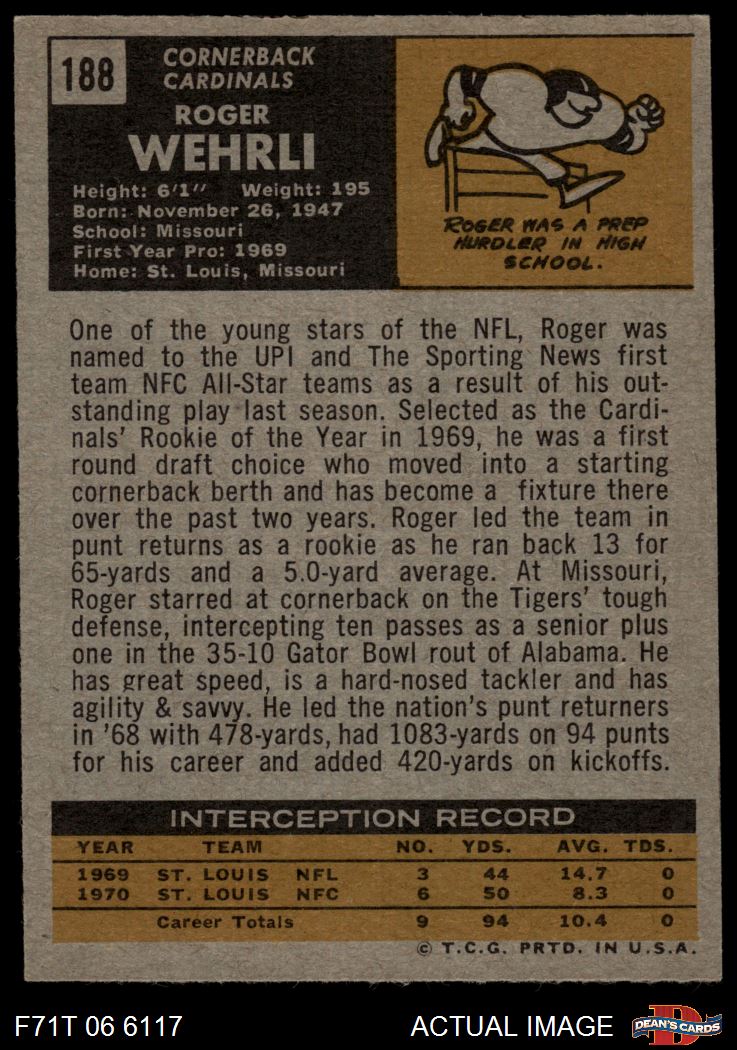 188
CORNERBACK
CARDINALS
ROGER
WEHRLI
Height: 6'1" Weight: 195
Born: November 26, 1947
School: Missouri
First Year Pro: 1969
Home: St. Louis, Missouri
ROGER WAS A PREP
HURDLER IN HIGH
SCHOOL.
One of the young stars of the NFL, Roger was
named to the UPI and The Sporting News first
team NFC All-Star teams as a result of his out-
standing play last season. Selected as the Cardi-
nals' Rookie of the Year in 1969, he was a first
round draft choice who moved into a starting
cornerback berth and has become a fixture there
over the past two years. Roger led the team in
punt returns as a rookie as he ran back 13 for
65-yards and a 5.0-yard average. At Missouri,
Roger starred at cornerback on the Tigers' tough
defense, intercepting ten passes as a senior plus
one in the 35-10 Gator Bowl rout of Alabama. He
has great speed, is a hard-nosed tackler and has
agility & savvy. He led the nation's punt returners
in '68 with 478-yards, had 1083-yards on 94 punts
for his career and added 420-yards on kickoffs.
INTERCEPTION RECORD
YEAR TEAM NO. YDS. AVG. TDS.
1969 ST. LOUIS NFL 3 44 14.7 0
1970 ST. LOUIS NFC 6 50 8.3 0
Career Totals 9 94 10.4 0
© T.C.G. PRTD. IN U.S.A.
F71T 06 6117 ACTUAL IMAGE DEAN'S CARDS